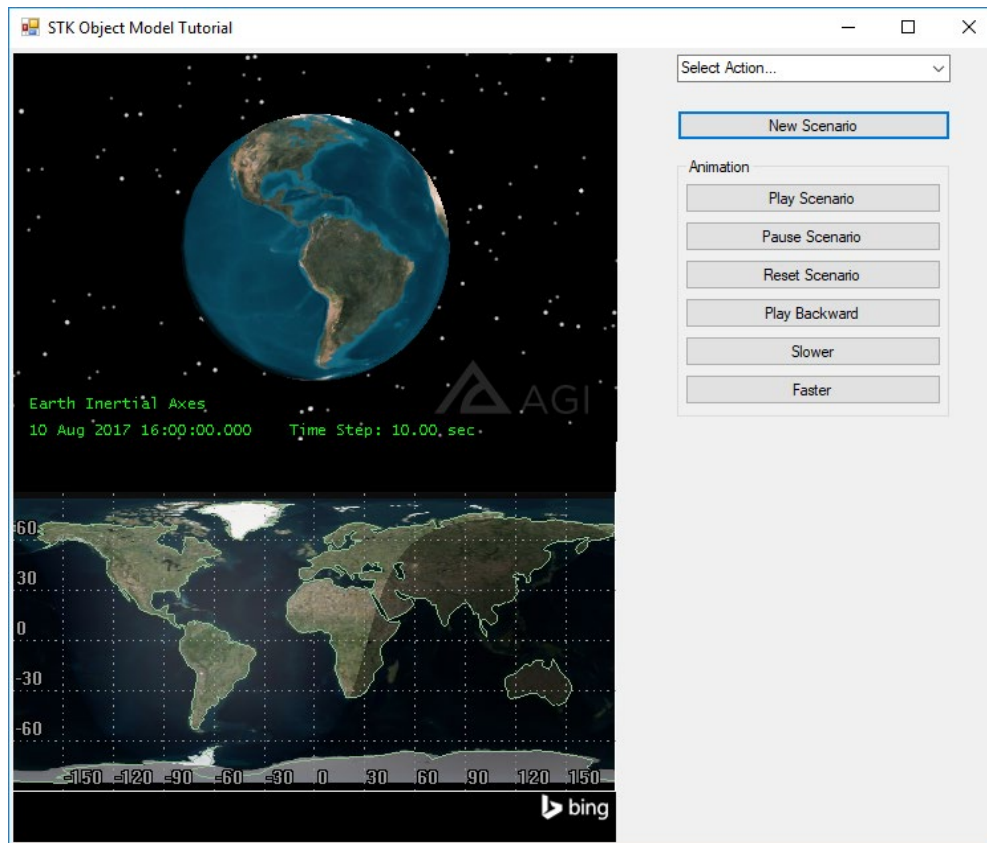 STK Object Model Tutorial
Select Action...
New Scenario
Animation
Play Scenario
Pause Scenario
Reset Scenario
Play Backward
Slower
Faster
AGI
Earth Inertial Axes
10 Aug 2017 16:00:00.000 Time Step: 10.00 sec
60
30
0
-30
-60
-150 -120 -90 -60 -30 0 30 60 90 120 150
bing